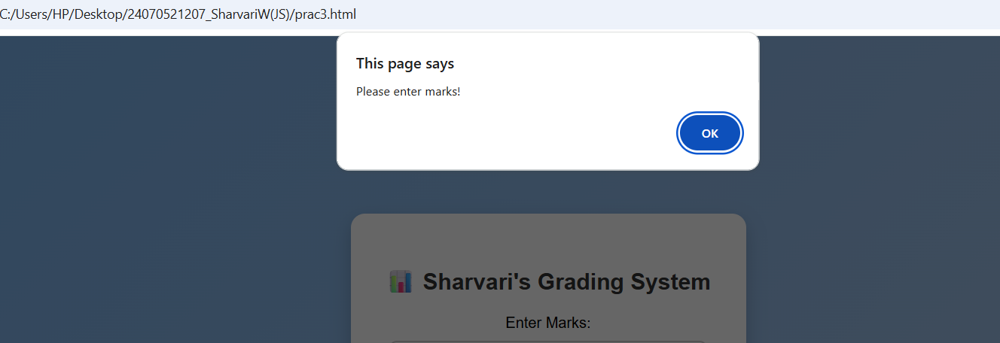 C:/Users/HP/Desktop/24070521207_SharvariW(JS)/prac3.html
This page says
Please enter marks!
OK
Sharvari's Grading System
Enter Marks: